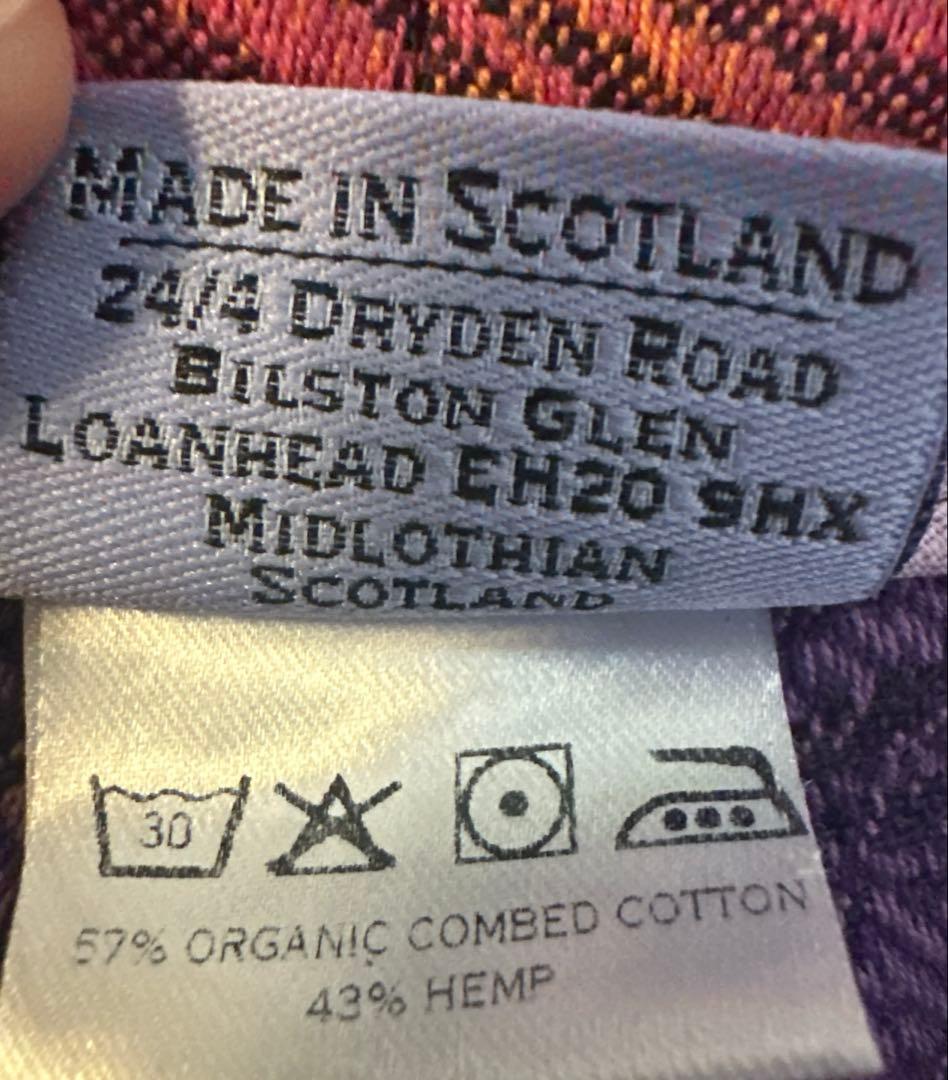 MADE IN SCOTLAND
24/4 DRYDEN ROAD
BILSTON GLEN
LOANHEAD EH20 9HX
MIDLOTHIAN
SCOTLAND
30
57% ORGANIC COMBED COTTON
43% HEMP